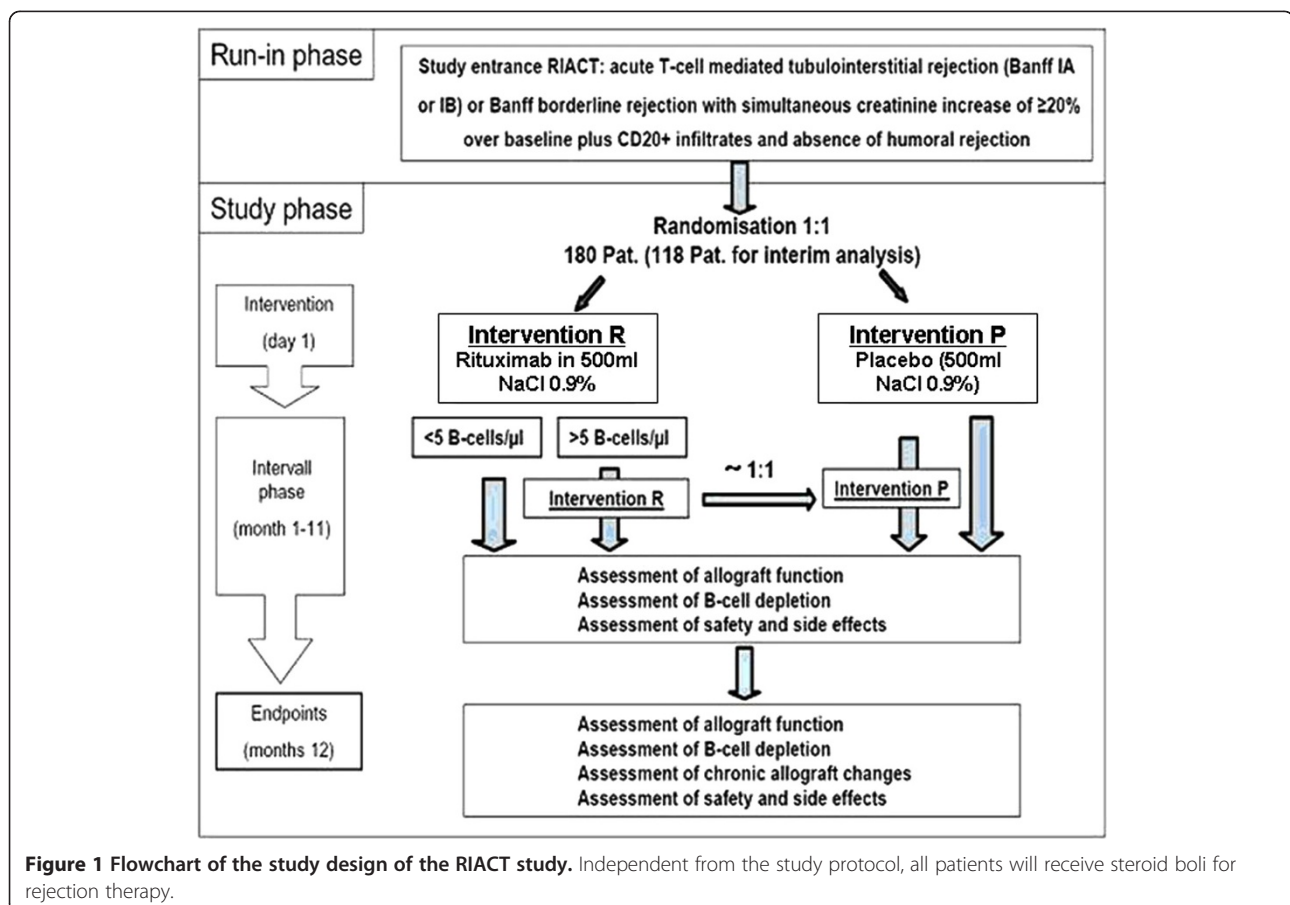 Run-in phase
Study entrance RIACT: acute T-cell mediated tubulointerstitial rejection (Banff IA
or IB) or Banff borderline rejection with simultaneous creatinine increase of ≥20%
over baseline plus CD20+ infiltrates and absence of humoral rejection
Study phase
Randomisation 1:1
180 Pat. (118 Pat. for interim analysis)
Intervention
(day 1)
Intervention R
Rituximab in 500ml
NaCl 0.9%
Intervention P
Placebo (500ml
NaCl 0.9%)
<5 B-cells/µl
>5 B-cells/µl
Intervall
phase
(month 1-11)
Intervention R
~ 1:1
Intervention P
Assessment of allograft function
Assessment of B-cell depletion
Assessment of safety and side effects
Endpoints
(months 12)
Assessment of allograft function
Assessment of B-cell depletion
Assessment of chronic allograft changes
Assessment of safety and side effects
Figure 1 Flowchart of the study design of the RIACT study. Independent from the study protocol, all patients will receive steroid boli for
rejection therapy.